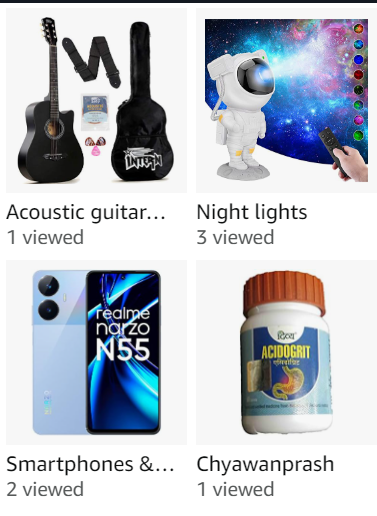 INTERN
Acoustic guitar...
1 viewed
Night lights
3 viewed
realme
narzo
N55
Smartphones &...
2 viewed
दिव्य
ACIDOGRIT
एसिडोग्रिट
Chyawanprash
1 viewed